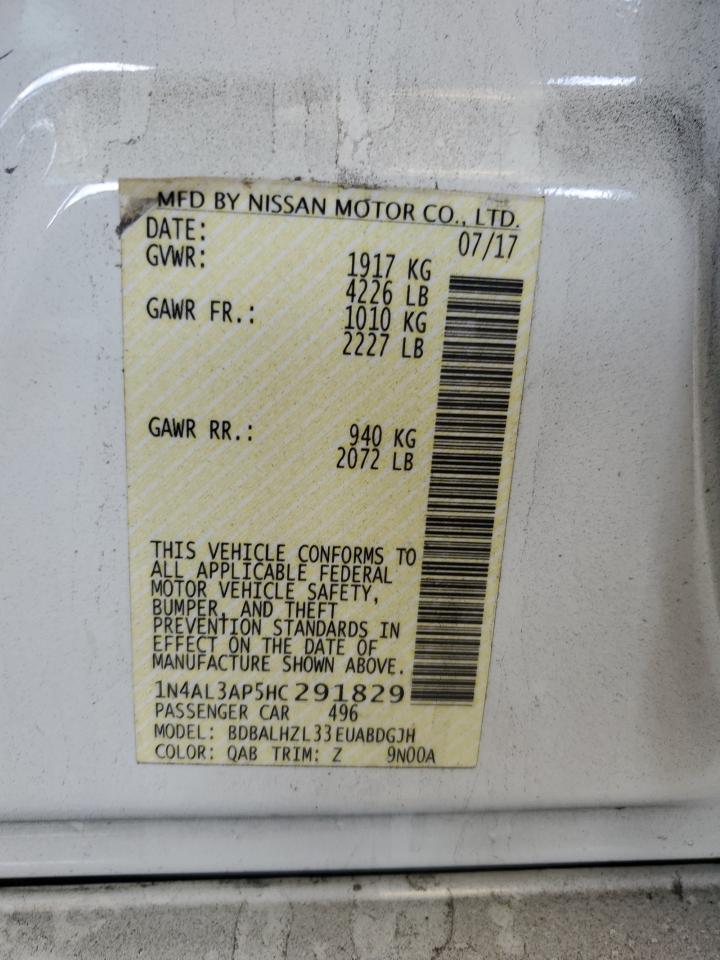 MFD BY NISSAN MOTOR CO., LTD.
DATE: 07/17
GVWR: 1917 KG
4226 LB
GAWR FR.: 1010 KG
2227 LB
GAWR RR.: 940 KG
2072 LB
THIS VEHICLE CONFORMS TO
ALL APPLICABLE FEDERAL
MOTOR VEHICLE SAFETY,
BUMPER, AND THEFT
PREVENTION STANDARDS IN
EFFECT ON THE DATE OF
MANUFACTURE SHOWN ABOVE.
1N4AL3AP5HC291829
PASSENGER CAR 496
MODEL: BDBALHZL33EUABDGJH
COLOR: QAB TRIM: Z 9N00A